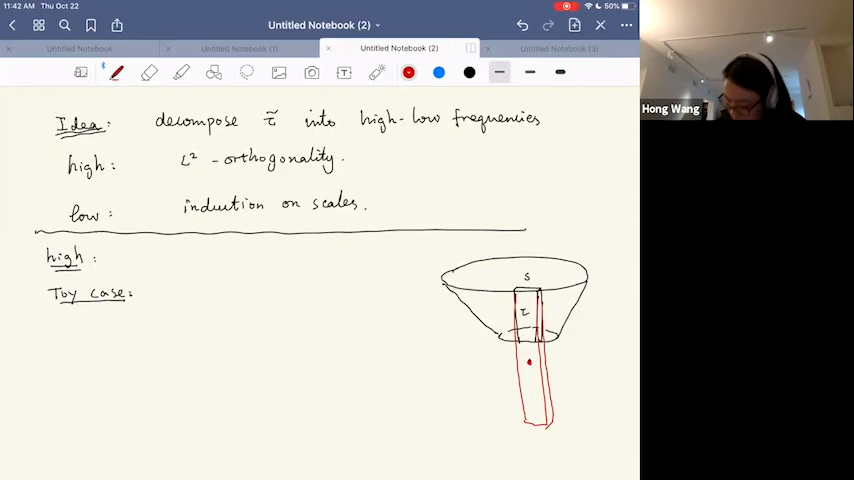 11:42 AM Thu Oct 22
50%
Untitled Notebook (2)
Untitled Notebook
Untitled Notebook (1)
Untitled Notebook (2)
Untitled Notebook (3)
Hong Wang
Idea: decompose τ̃ into high-low frequencies
high: L² -orthogonality.
low: induction on scales.
high:
Toy case:
s
τ